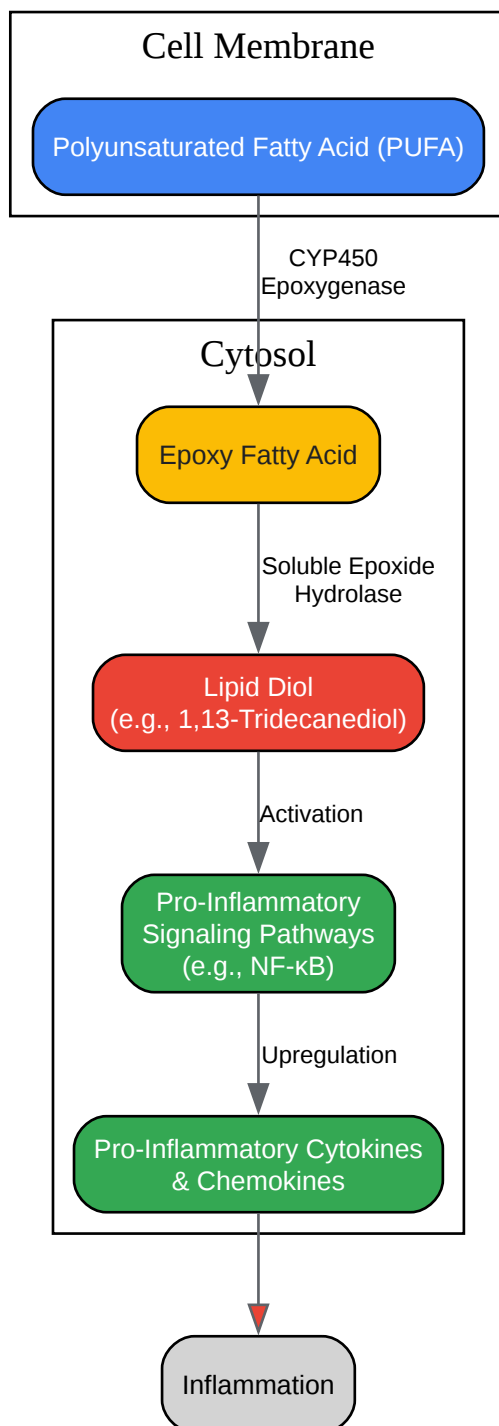 Cell Membrane
Polyunsaturated Fatty Acid (PUFA)
CYP450
Epoxygenase
Cytosol
Epoxy Fatty Acid
Soluble Epoxide
Hydrolase
Lipid Diol
(e.g., 1,13-Tridecanediol)
Activation
Pro-Inflammatory
Signaling Pathways
(e.g., NF-κB)
Upregulation
Pro-Inflammatory Cytokines
& Chemokines
Inflammation